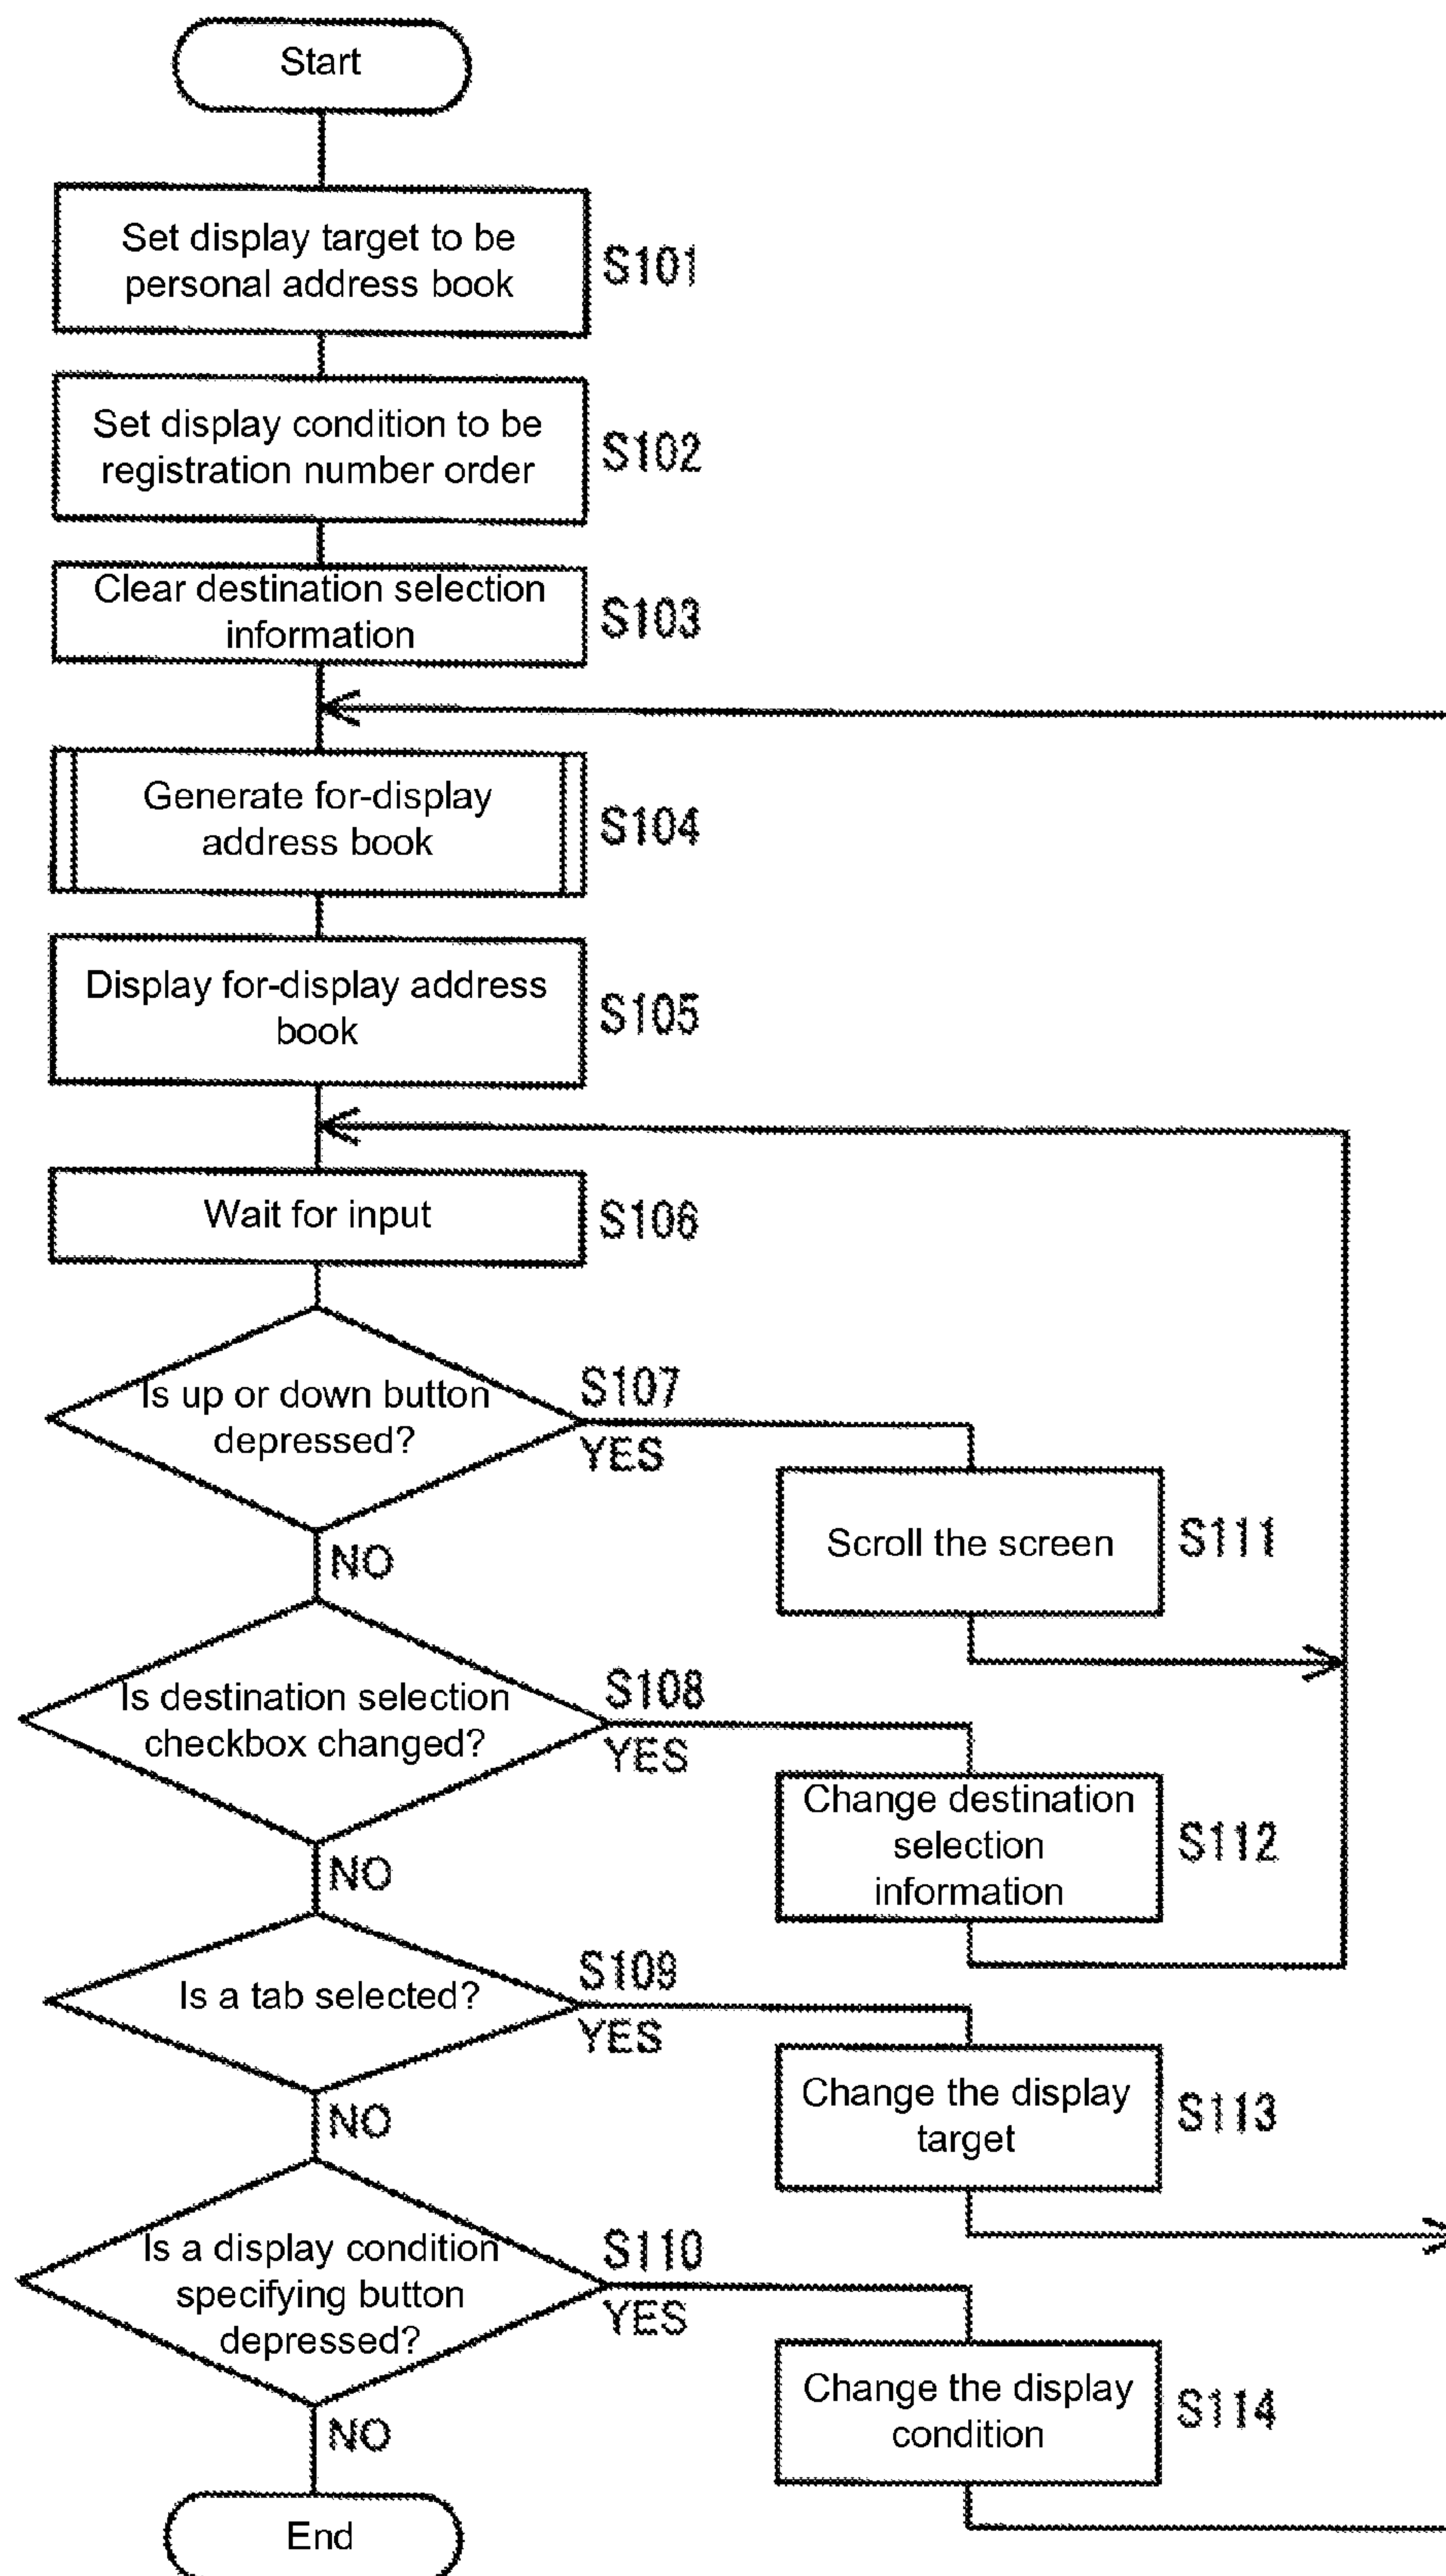 Start
Set display target to be
personal address book
S101
Set display condition to be
registration number order
S102
Clear destination selection
information
S103
Generate for-display
address book
S104
Display for-display address
book
S105
Wait for input
S106
Is up or down button
depressed?
S107
YES
NO
Scroll the screen
S111
Is destination selection
checkbox changed?
S108
YES
NO
Change destination
selection
information
S112
Is a tab selected?
S109
YES
NO
Change the display
target
S113
Is a display condition
specifying button
depressed?
S110
YES
NO
Change the display
condition
S114
End